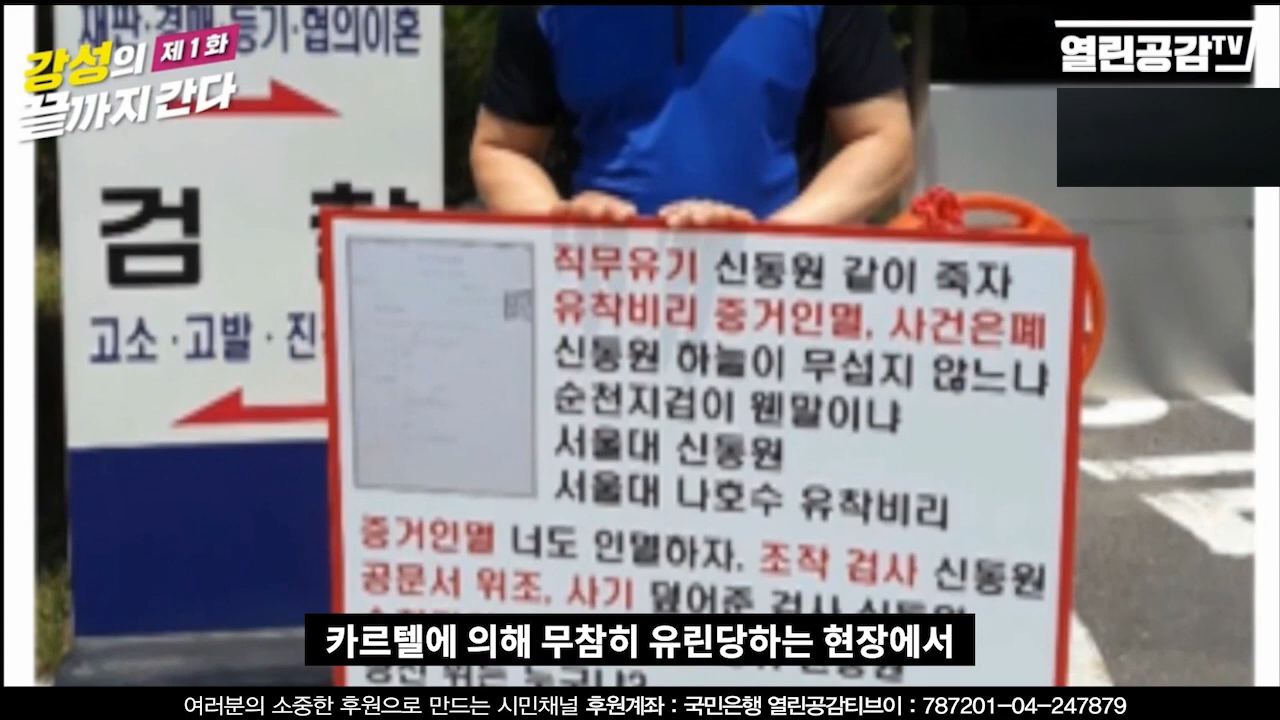 재판·경매·등기·협의이혼
강성의 제1화
끝까지 간다
열린공감TV
검
고소·고발·진
직무유기 신동원 같이 죽자
유착비리 증거인멸, 사건은폐
신동원 하늘이 무섭지 않느냐
순천지검이 웬말이냐
서울대 신동원
서울대 나호수 유착비리
증거인멸 너도 인멸하자. 조작 검사 신동원
공문서 위조, 사기 덮어준 검사 신동원
카르텔에 의해 무참히 유린당하는 현장에서
여러분의 소중한 후원으로 만드는 시민채널 후원계좌 : 국민은행 열린공감티브이 : 787201-04-247879